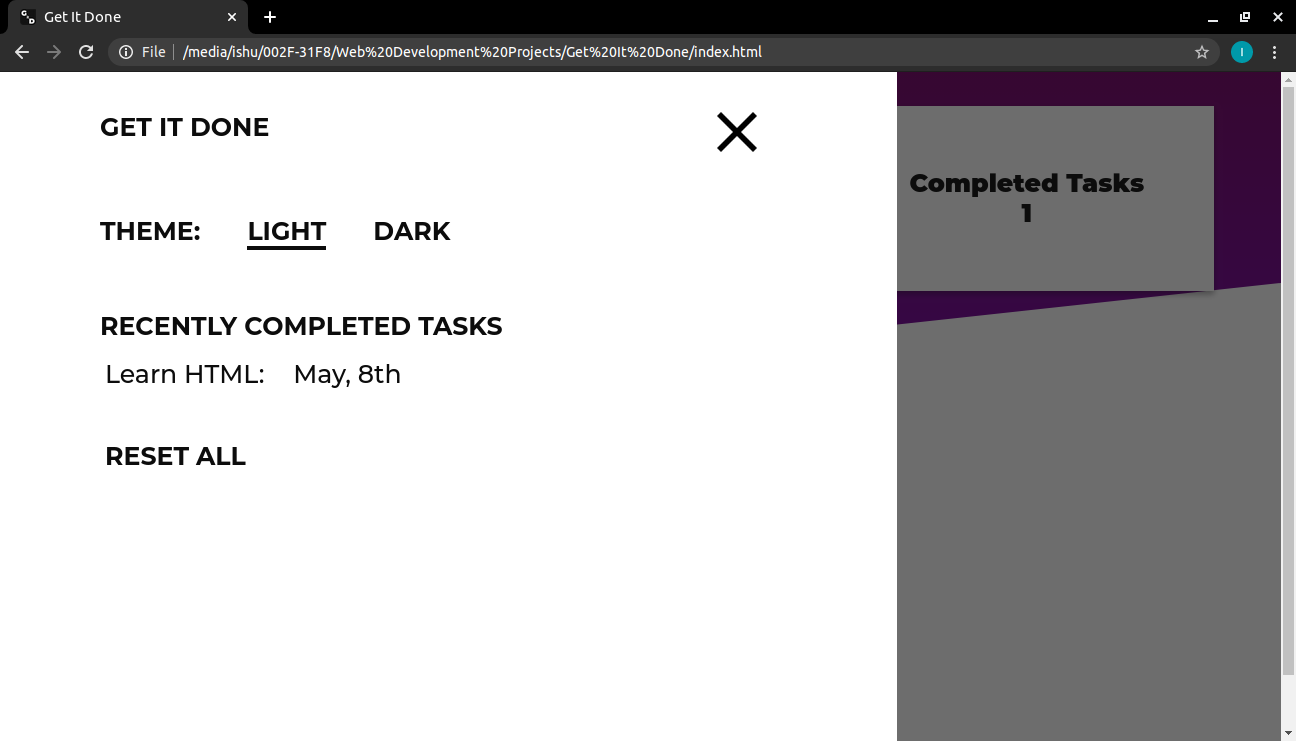 Get It Done
File
/media/ishu/002F-31F8/Web%20Development%20Projects/Get%20It%20Done/index.html
I
GET IT DONE
THEME: LIGHT DARK
RECENTLY COMPLETED TASKS
Learn HTML: May, 8th
RESET ALL
Completed Tasks
1